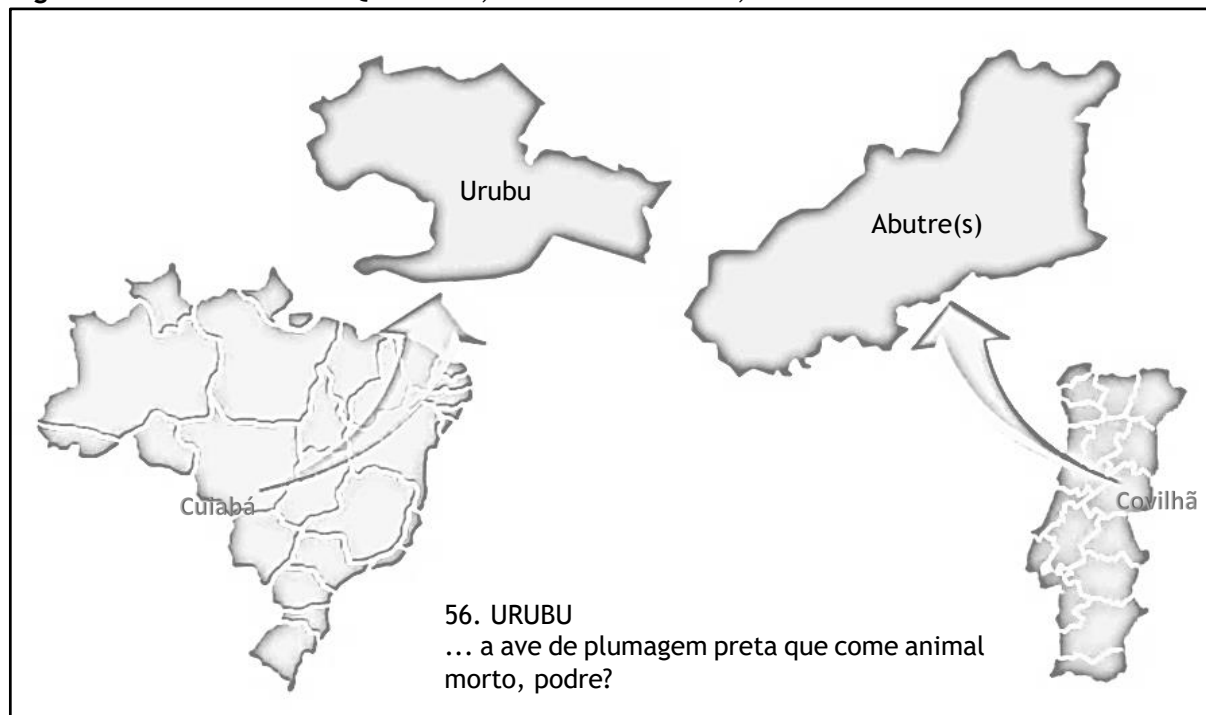 Urubu
Abutre(s)
Cuiabá
Covilhã
56. URUBU
... a ave de plumagem preta que come animal
morto, podre?